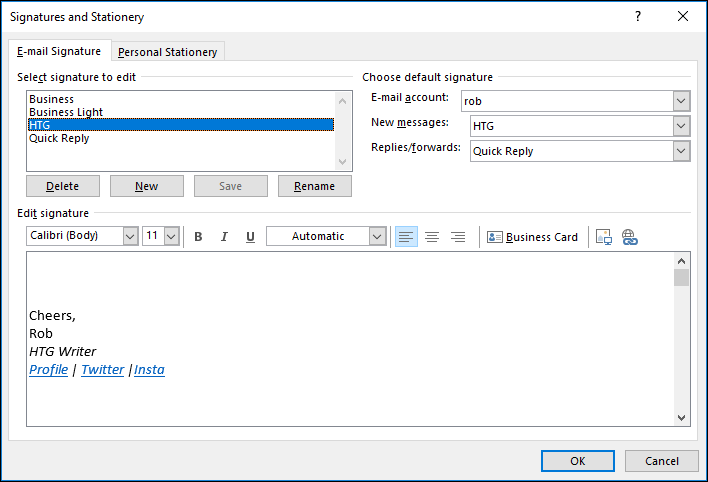 Signatures and Stationery
E-mail Signature Personal Stationery
Select signature to edit
Business
Business Light
HTG
Quick Reply
Delete New Save Rename
Choose default signature
E-mail account: rob
New messages: HTG
Replies/forwards: Quick Reply
Edit signature
Calibri (Body) 11 B I U Automatic Business Card
Cheers,
Rob
HTG Writer
Profile | Twitter |Insta
OK Cancel